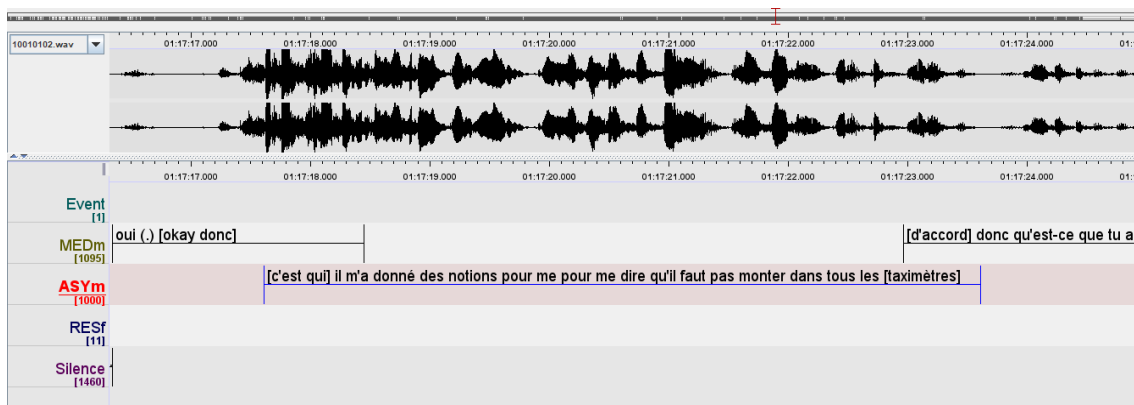 10010102.wav
01:17:17.000 01:17:18.000 01:17:19.000 01:17:20.000 01:17:21.000 01:17:22.000 01:17:23.000 01:17:24.000 01:
01:17:17.000 01:17:18.000 01:17:19.000 01:17:20.000 01:17:21.000 01:17:22.000 01:17:23.000 01:17:24.000 01:
Event
[1]
oui (.) [okay donc] [d'accord] donc qu'est-ce que tu a
MEDm
[1095]
[c'est qui] il m'a donné des notions pour me pour me dire qu'il faut pas monter dans tous les [taximètres]
ASYm
[1000]
RESf
[11]
Silence
[1460]